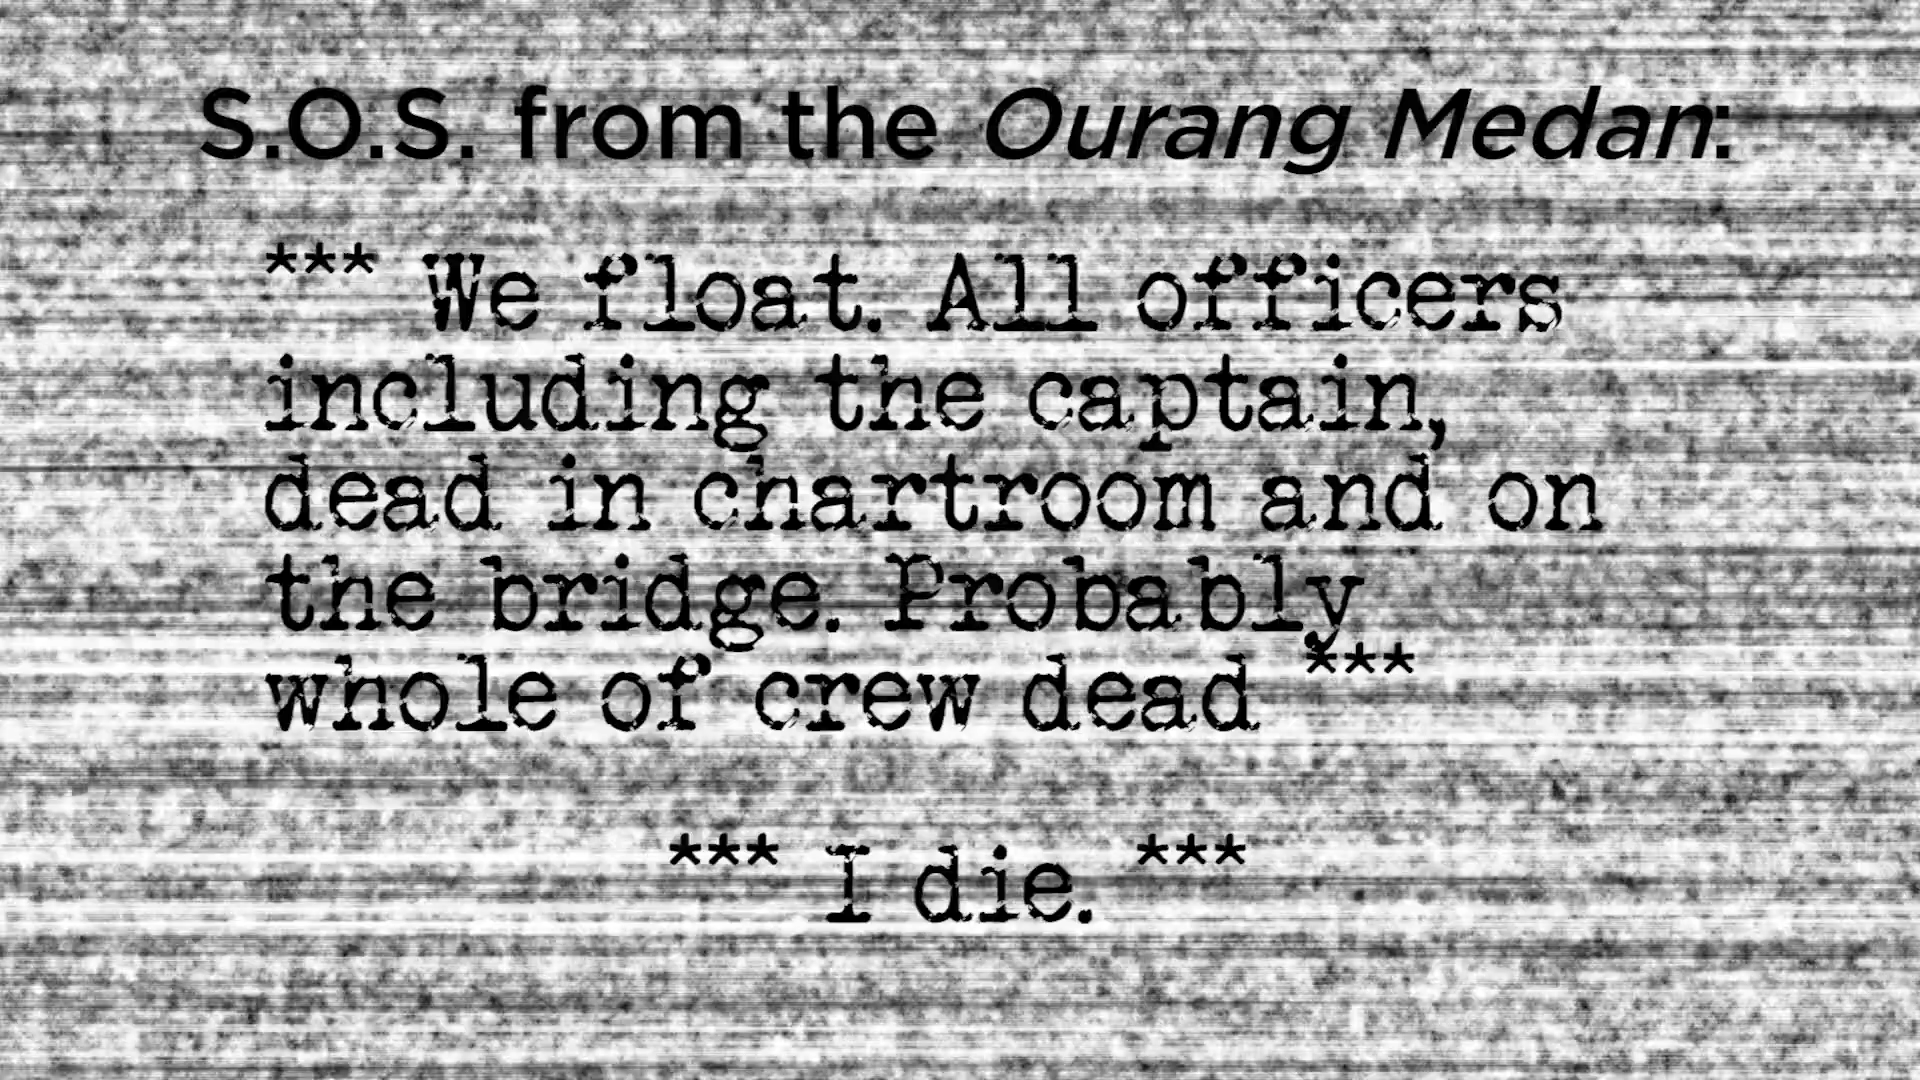 S.O.S. from the Ourang Medan:
*** We float. All officers
including the captain,
dead in chartroom and on
the bridge. Probably
whole of crew dead ***
*** I die. ***